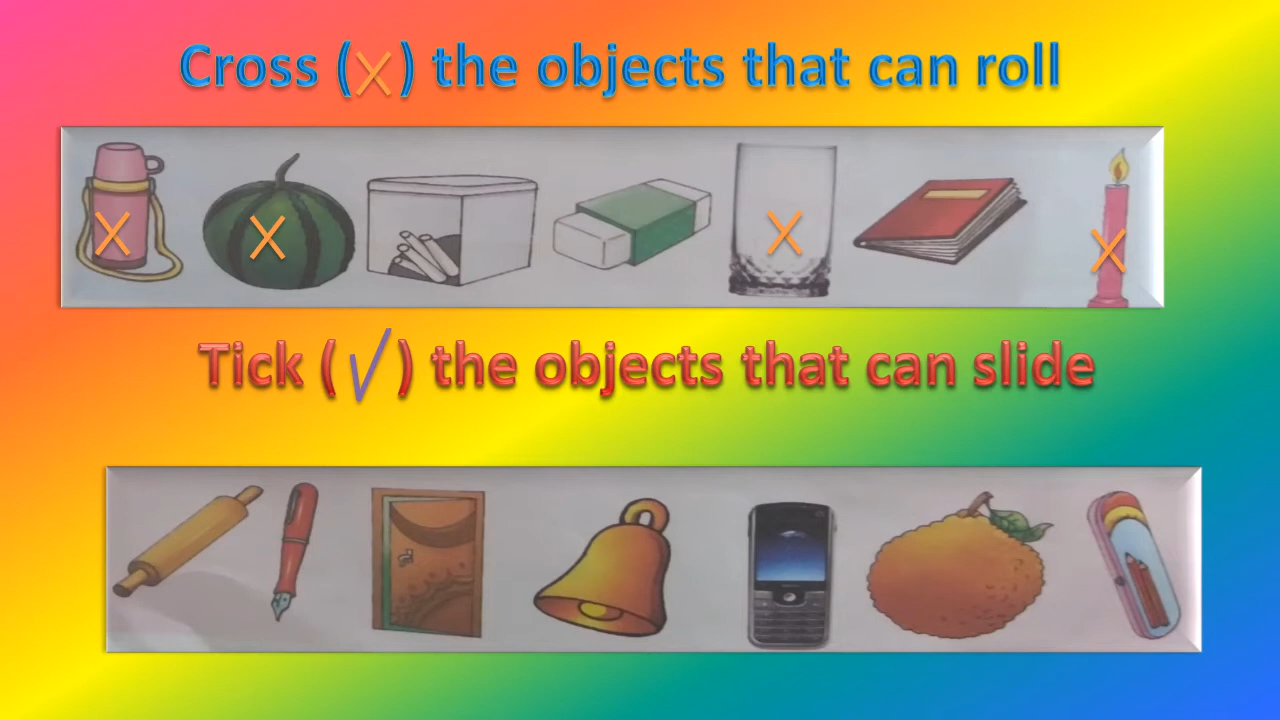 Cross (X) the objects that can roll
Tick (√) the objects that can slide